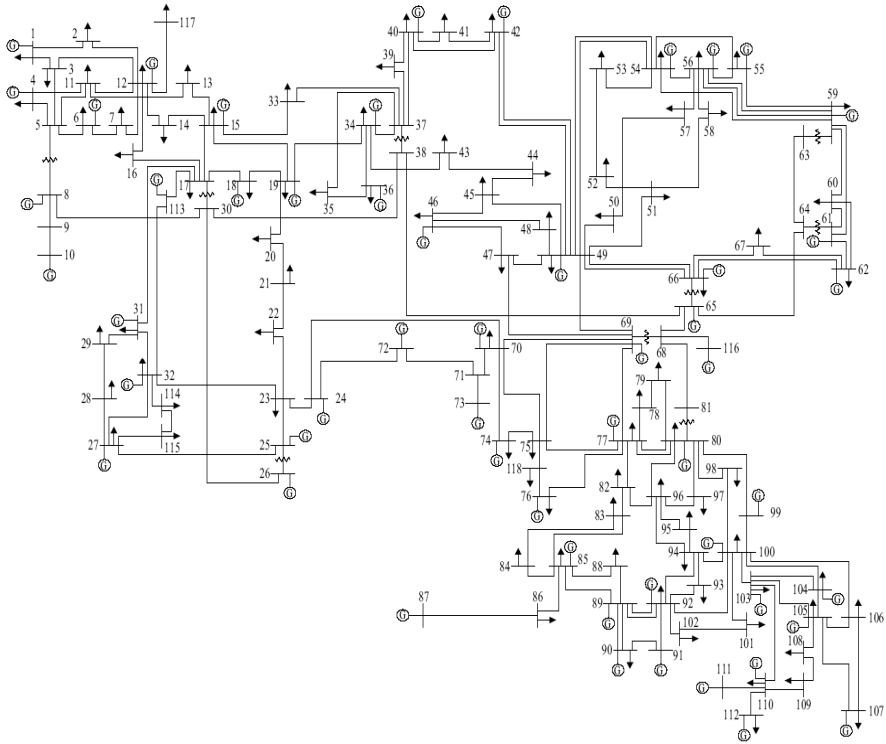 117
G 1 2 40 G 41 G 42
3 39 53 54 G 56 G G 55
G 4 11 12 13 59
5 6 7 G 14 G 15 33 34 G 37 57 58 G
63
16 38 43 44
G 17 18 19 36 52 60
G 8 113 30 G G 35 G 45 51 64 61
9 46 50 67 G
10 20 G 48 47 49 66 G 62
G 21 G 65 G
31 22 G
G 69 68 116
29 G 72 G 70 G G
32 71 79
28 G 114 23 24 73 78 81
G G G
27 115 25 G 74 75 77 80
G 26 G 118 G 98
G 76 82 96 97 G
G 83 95 99
84 85 G 88 94 G 100
93 103 104 G
87 86 89 G 92 G 105
G G 102 101 G 106
90 91 108
G G 111 G
G 110 109
112 G G 107